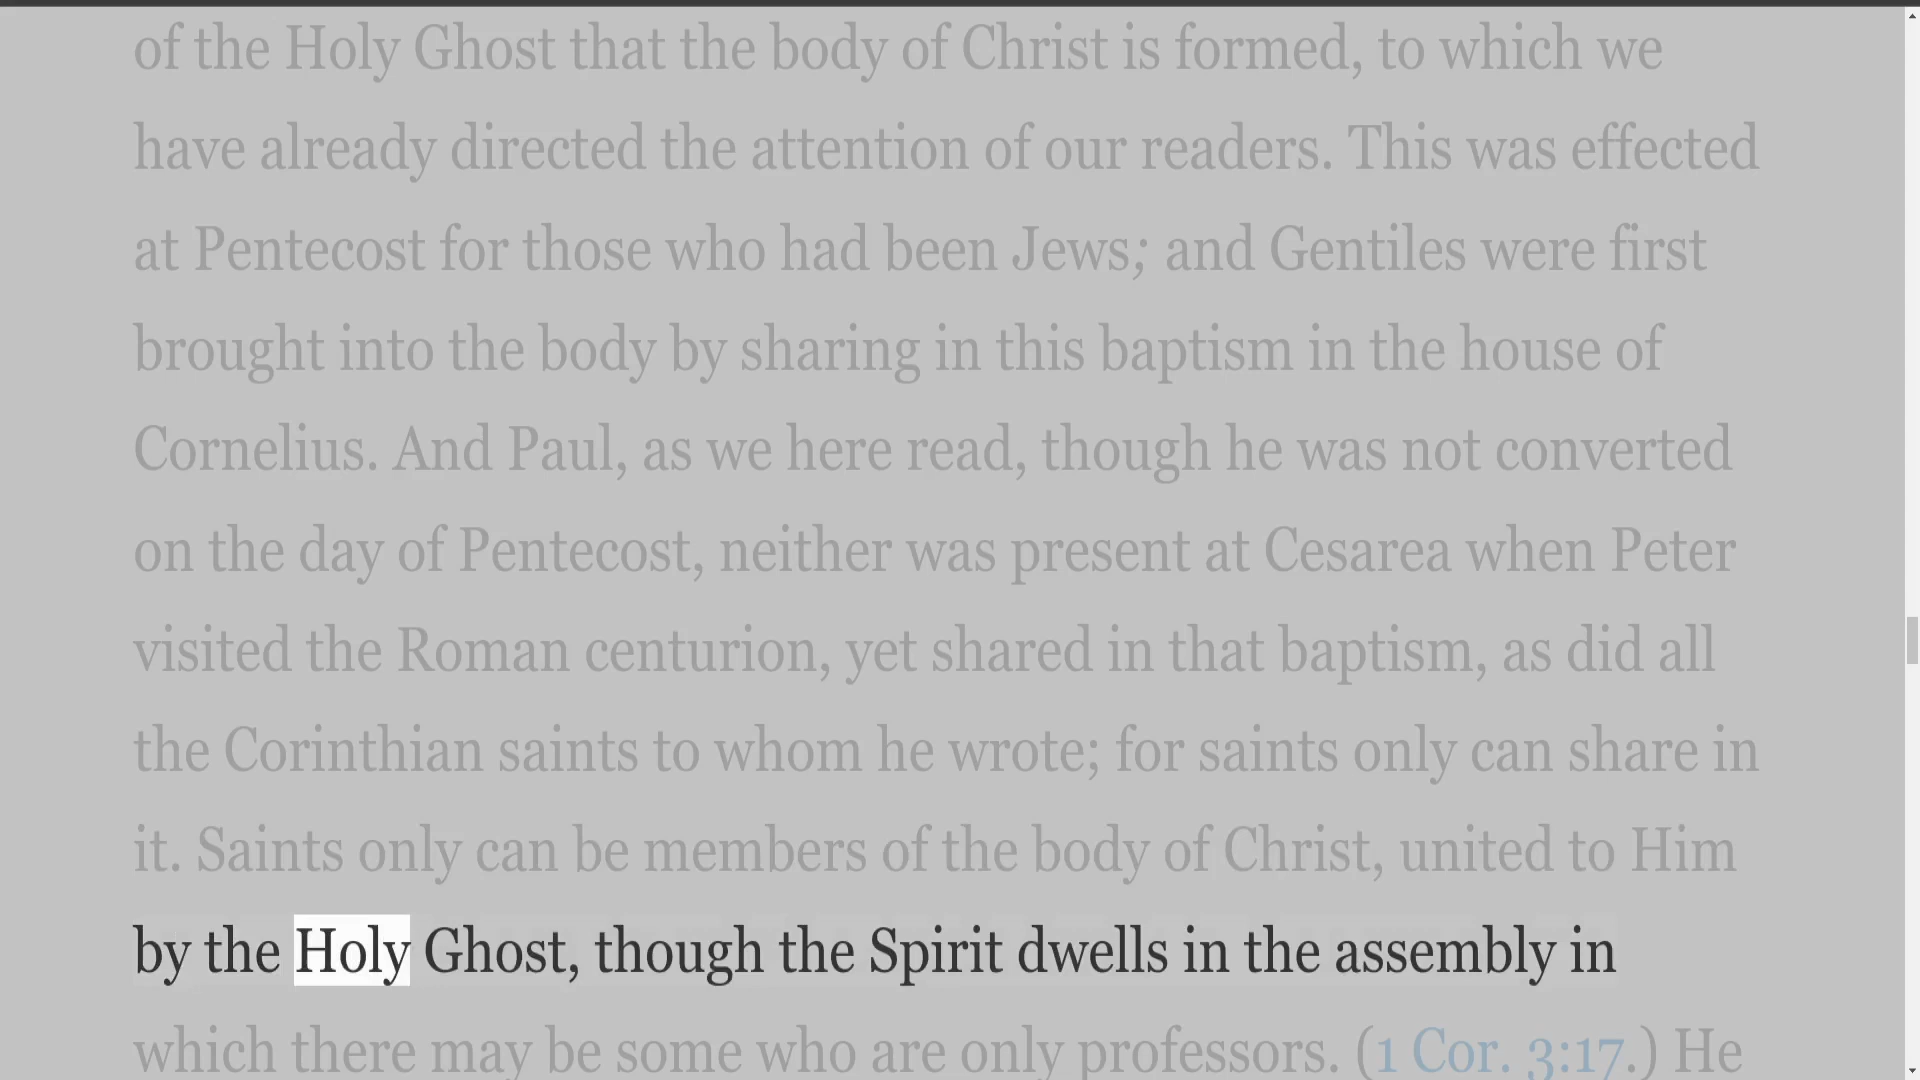 of the Holy Ghost that the body of Christ is formed, to which we
have already directed the attention of our readers. This was effected
at Pentecost for those who had been Jews; and Gentiles were first
brought into the body by sharing in this baptism in the house of
Cornelius. And Paul, as we here read, though he was not converted
on the day of Pentecost, neither was present at Cesarea when Peter
visited the Roman centurion, yet shared in that baptism, as did all
the Corinthian saints to whom he wrote; for saints only can share in
it. Saints only can be members of the body of Christ, united to Him
by the Holy Ghost, though the Spirit dwells in the assembly in
which there may be some who are only professors. (1 Cor. 3:17.) He